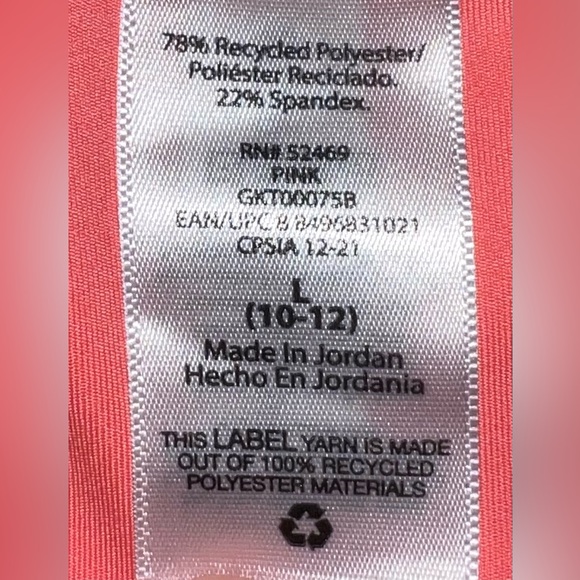 78% Recycled Polyester/
Poliéster Reciclado.
22% Spandex.
RN# 52469
PINK
GKT00075B
EAN/UPC 8 8496831021
CPSIA 12-21
L
(10-12)
Made In Jordan
Hecho En Jordania
THIS LABEL YARN IS MADE
OUT OF 100% RECYCLED
POLYESTER MATERIALS